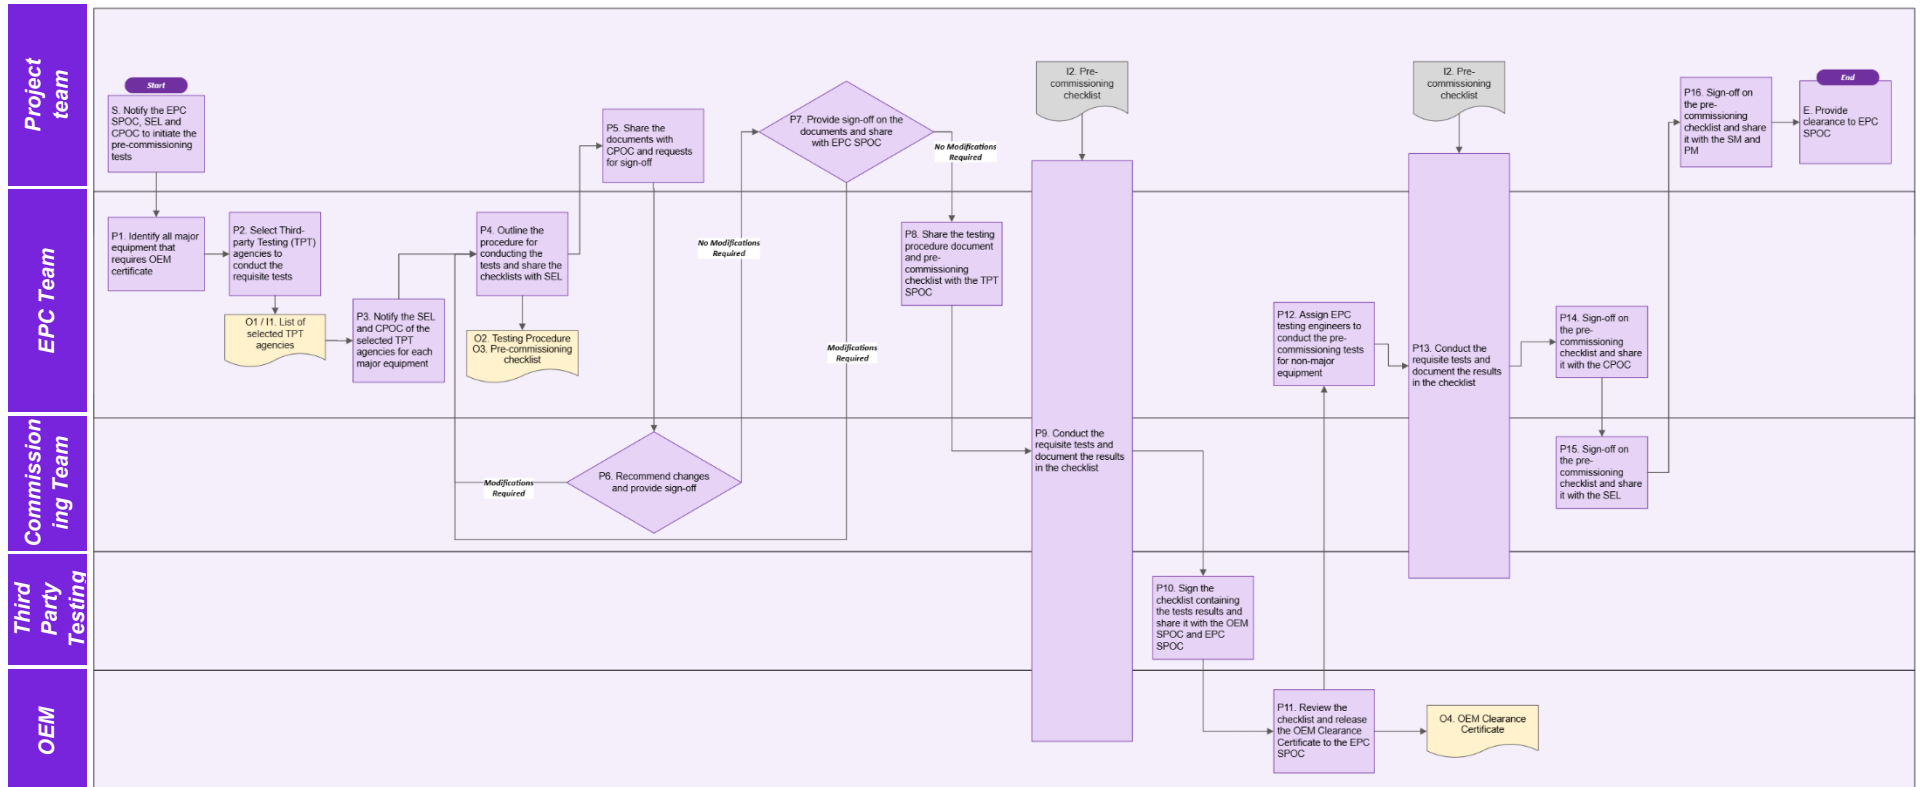 Project
team
Start
S. Notify the EPC
SPOC, SEL and
CPOC to initiate the
pre-commissioning
tests
P5. Share the
documents with
CPOC and requests
for sign-off
P7. Provide sign-off on the
documents and share
with EPC SPOC
No Modifications
Required
I2. Pre-
commissioning
checklist
I2. Pre-
commissioning
checklist
P16. Sign-off on
the pre-
commissioning
checklist and share
it with the SM and
PM
End
E. Provide
clearance to EPC
SPOC
EPC Team
P1. Identify all major
equipment that
requires OEM
certificate
P2. Select Third-
party Testing (TPT)
agencies to
conduct the
requisite tests
O1 / I1. List of
selected TPT
agencies
P3. Notify the SEL
and CPOC of the
selected TPT
agencies for each
major equipment
P4. Outline the
procedure for
conducting the
tests and share the
checklists with SEL
O2. Testing Procedure
O3. Pre-commissioning
checklist
No Modifications
Required
Modifications
Required
P8. Share the testing
procedure document
and pre-
commissioning
checklist with the TPT
SPOC
P12. Assign EPC
testing engineers to
conduct the pre-
commissioning tests
for non-major
equipment
P13. Conduct the
requisite tests and
document the results
in the checklist
P14. Sign-off on
the pre-
commissioning
checklist and share
it with the CPOC
Commission
ing Team
Modifications
Required
P6. Recommend changes
and provide sign-off
P9. Conduct the
requisite tests and
document the results
in the checklist
P15. Sign-off on
the pre-
commissioning
checklist and share
it with the SEL
Third
Party
Testing
P10. Sign the
checklist containing
the tests results and
share it with the OEM
SPOC and EPC
SPOC
OEM
P11. Review the
checklist and release
the OEM Clearance
Certificate to the EPC
SPOC
O4. OEM Clearance
Certificate